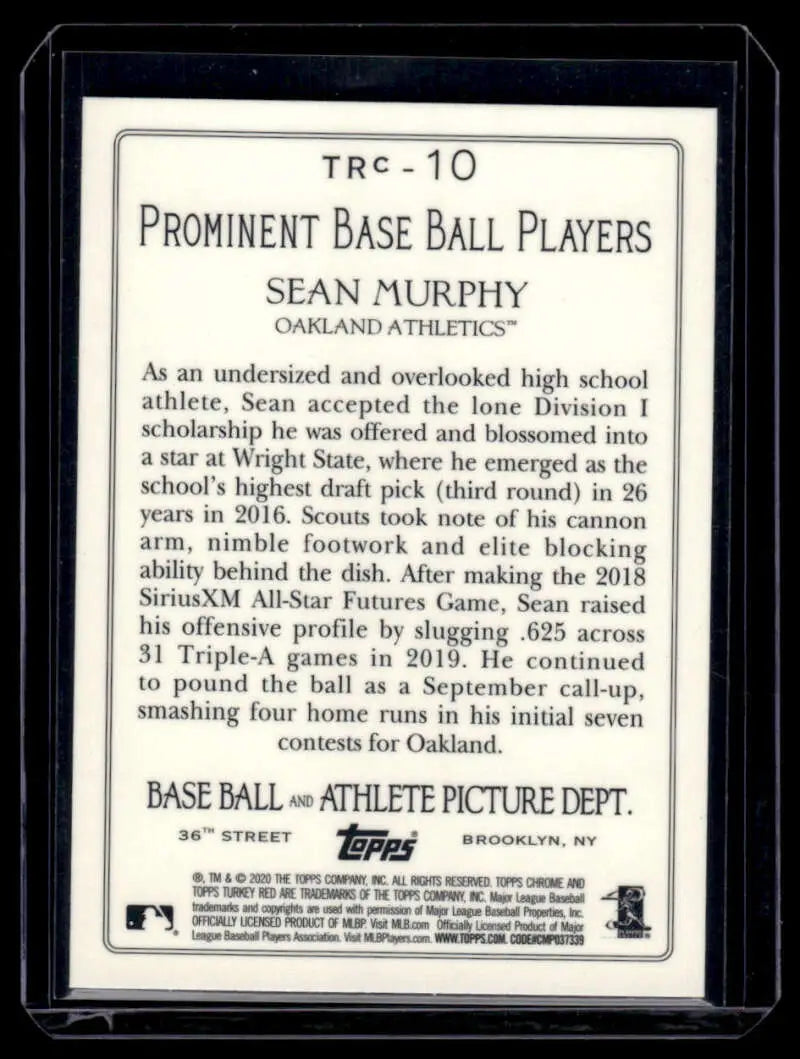 TRC - 10
PROMINENT BASE BALL PLAYERS
SEAN MURPHY
OAKLAND ATHLETICS™
As an undersized and overlooked high school
athlete, Sean accepted the lone Division I
scholarship he was offered and blossomed into
a star at Wright State, where he emerged as the
school's highest draft pick (third round) in 26
years in 2016. Scouts took note of his cannon
arm, nimble footwork and elite blocking
ability behind the dish. After making the 2018
SiriusXM All-Star Futures Game, Sean raised
his offensive profile by slugging .625 across
31 Triple-A games in 2019. He continued
to pound the ball as a September call-up,
smashing four home runs in his initial seven
contests for Oakland.
BASE BALL AND ATHLETE PICTURE DEPT.
36TH STREET topps® BROOKLYN, NY
®, TM & © 2020 THE TOPPS COMPANY, INC. ALL RIGHTS RESERVED. TOPPS CHROME AND
TOPPS TURKEY RED ARE TRADEMARKS OF THE TOPPS COMPANY, INC. Major League Baseball
trademarks and copyrights are used with permission of Major League Baseball Properties, Inc.
OFFICIALLY LICENSED PRODUCT OF MLBP. Visit MLB.com Officially Licensed Product of Major
League Baseball Players Association. Visit MLBPlayers.com. WWW.TOPPS.COM. CODE#CMP037339